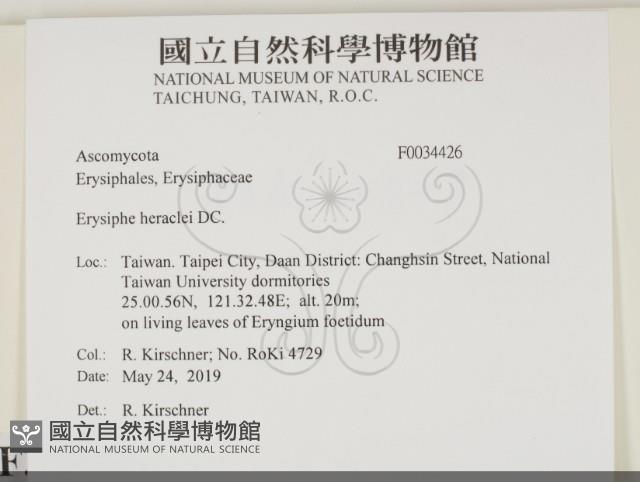 國立自然科學博物館
NATIONAL MUSEUM OF NATURAL SCIENCE
TAICHUNG, TAIWAN, R.O.C.
Ascomycota F0034426
Erysiphales, Erysiphaceae
Erysiphe heraclei DC.
Loc.: Taiwan. Taipei City, Daan District: Changhsin Street, National
Taiwan University dormitories
25.00.56N, 121.32.48E; alt. 20m;
on living leaves of Eryngium foetidum
Col.: R. Kirschner; No. RoKi 4729
Date: May 24, 2019
Det.: R. Kirschner
國立自然科學博物館
NATIONAL MUSEUM OF NATURAL SCIENCE